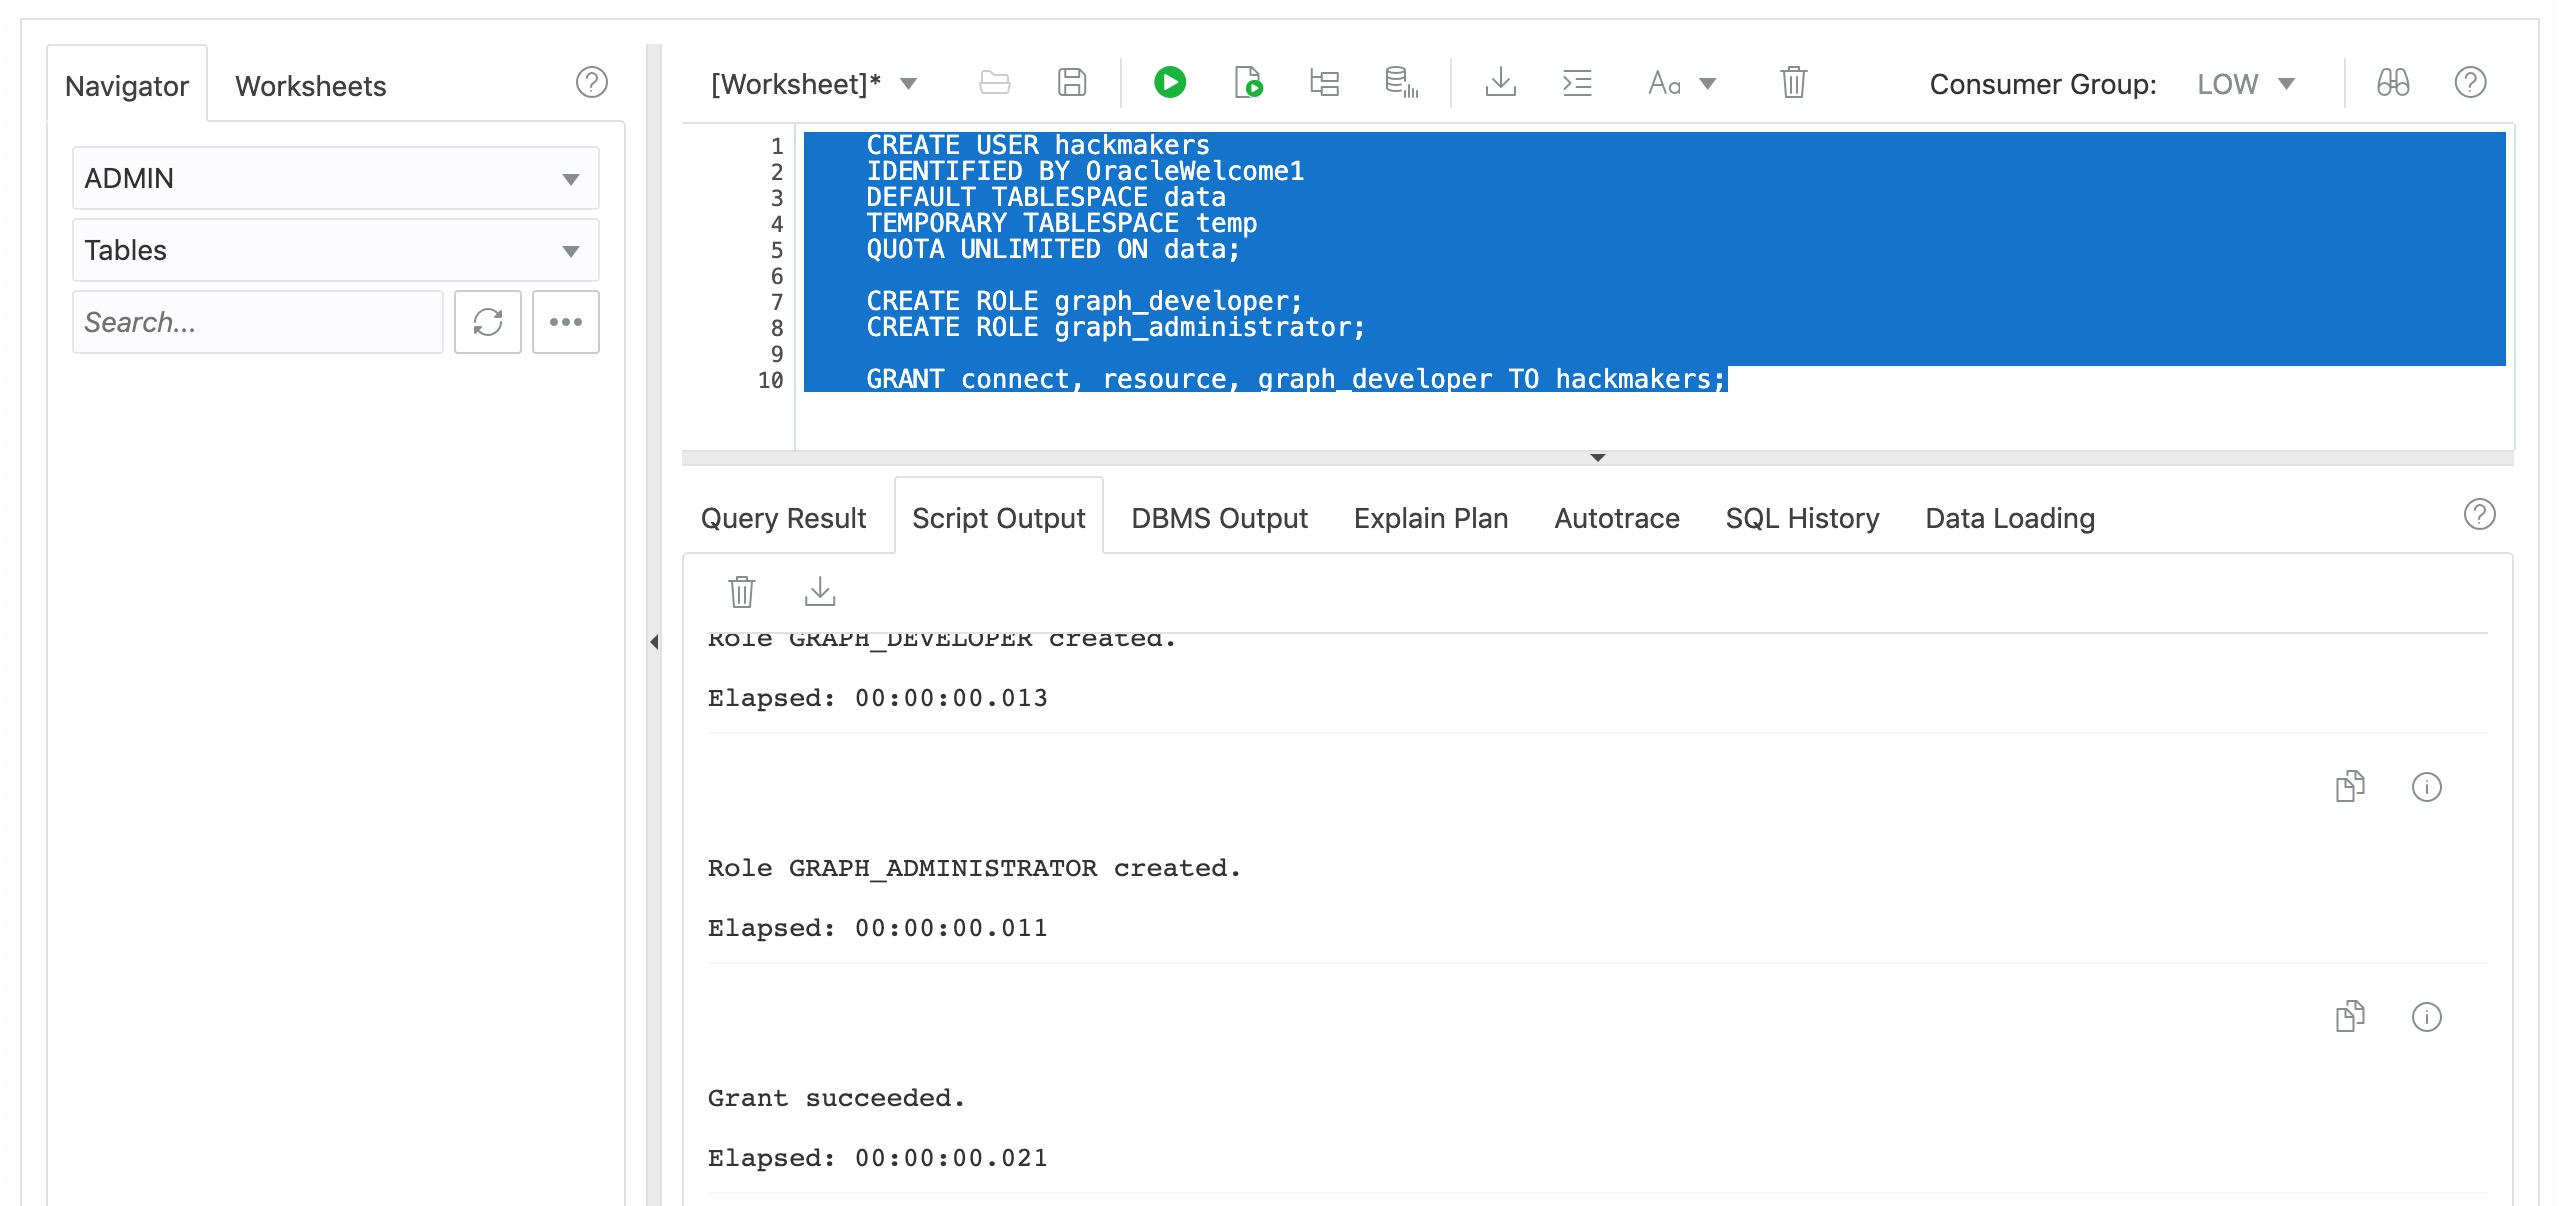 Navigator
Worksheets
ADMIN
Tables
Search...
[Worksheet]*
Aa
Consumer Group:
LOW
1 CREATE USER hackmakers
2 IDENTIFIED BY OracleWelcome1
3 DEFAULT TABLESPACE data
4 TEMPORARY TABLESPACE temp
5 QUOTA UNLIMITED ON data;
6
7 CREATE ROLE graph_developer;
8 CREATE ROLE graph_administrator;
9
10 GRANT connect, resource, graph_developer TO hackmakers;
Query Result
Script Output
DBMS Output
Explain Plan
Autotrace
SQL History
Data Loading
Role GRAPH_DEVELOPER created.
Elapsed: 00:00:00.013
Role GRAPH_ADMINISTRATOR created.
Elapsed: 00:00:00.011
Grant succeeded.
Elapsed: 00:00:00.021